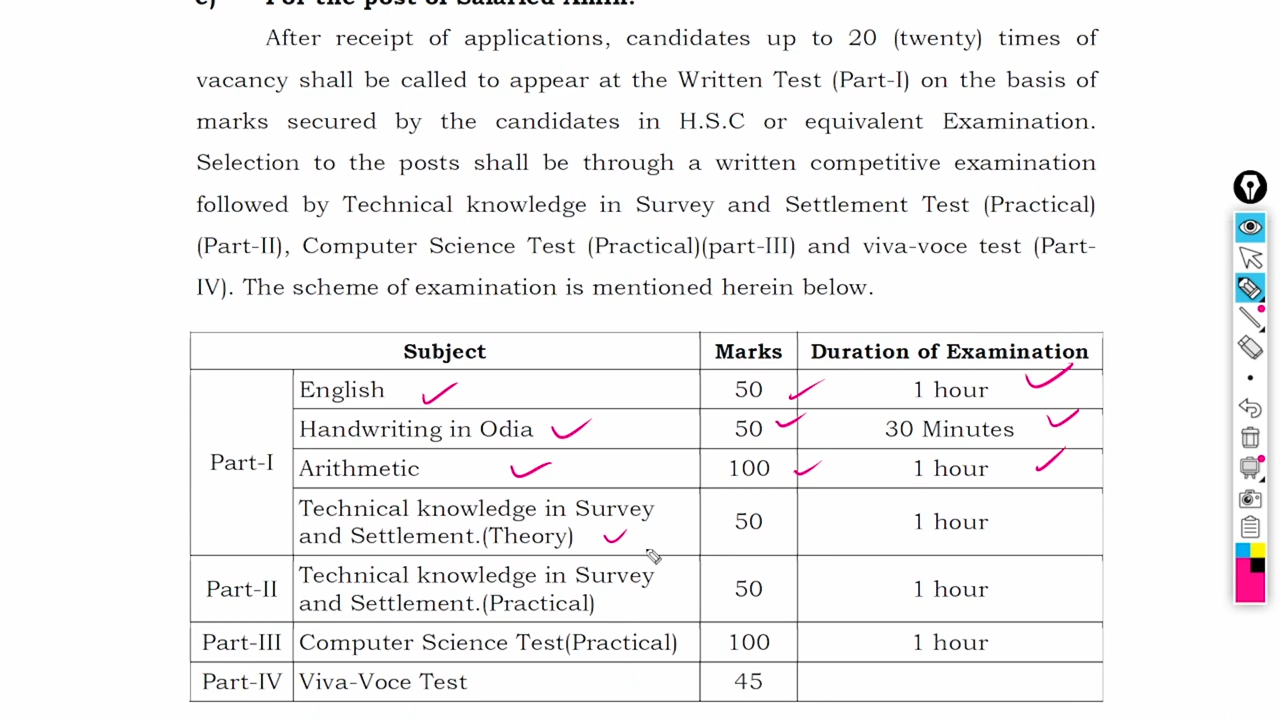 c) For the post of Salaried Amin:
After receipt of applications, candidates up to 20 (twenty) times of
vacancy shall be called to appear at the Written Test (Part-I) on the basis of
marks secured by the candidates in H.S.C or equivalent Examination.
Selection to the posts shall be through a written competitive examination
followed by Technical knowledge in Survey and Settlement Test (Practical)
(Part-II), Computer Science Test (Practical)(part-III) and viva-voce test (Part-
IV). The scheme of examination is mentioned herein below.
Subject Marks Duration of Examination
Part-I
English 50 1 hour
Handwriting in Odia 50 30 Minutes
Arithmetic 100 1 hour
Technical knowledge in Survey
and Settlement.(Theory) 50 1 hour
Part-II Technical knowledge in Survey
and Settlement.(Practical) 50 1 hour
Part-III Computer Science Test(Practical) 100 1 hour
Part-IV Viva-Voce Test 45